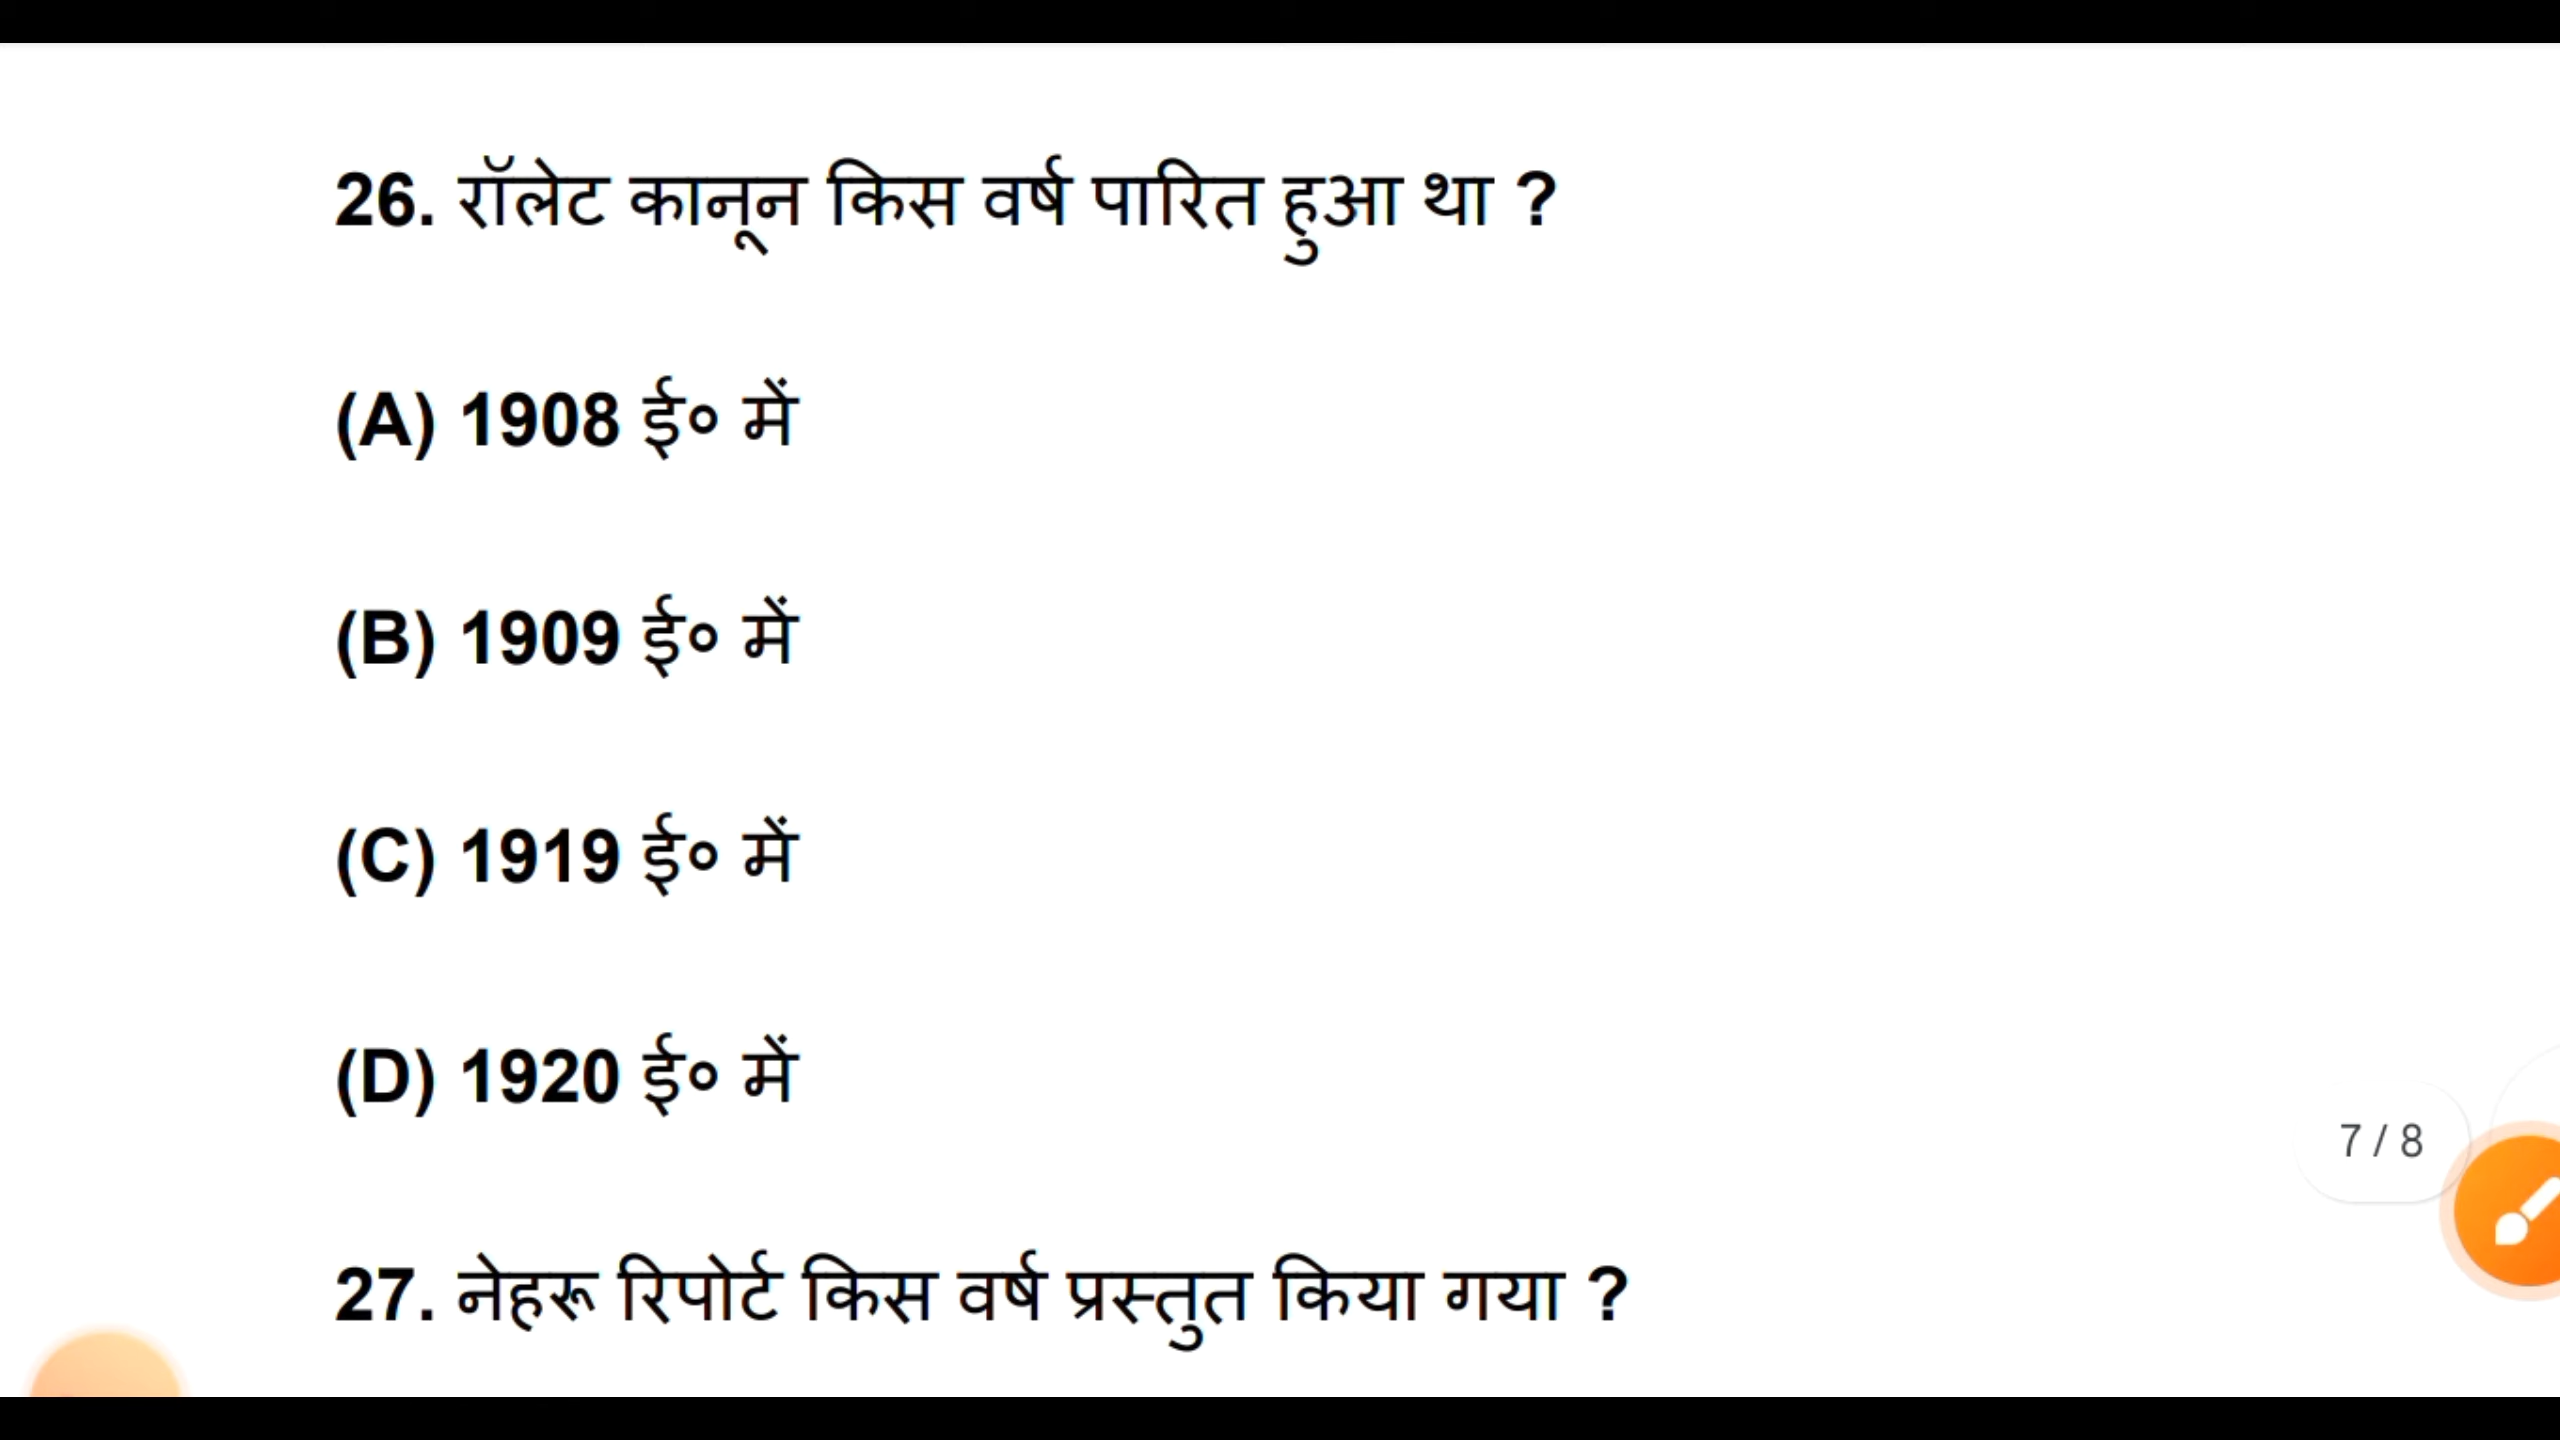 26. रॉलेट कानून किस वर्ष पारित हुआ था ?
(A) 1908 ई० में
(B) 1909 ई० में
(C) 1919 ई० में
(D) 1920 ई० में
7 / 8
27. नेहरू रिपोर्ट किस वर्ष प्रस्तुत किया गया ?